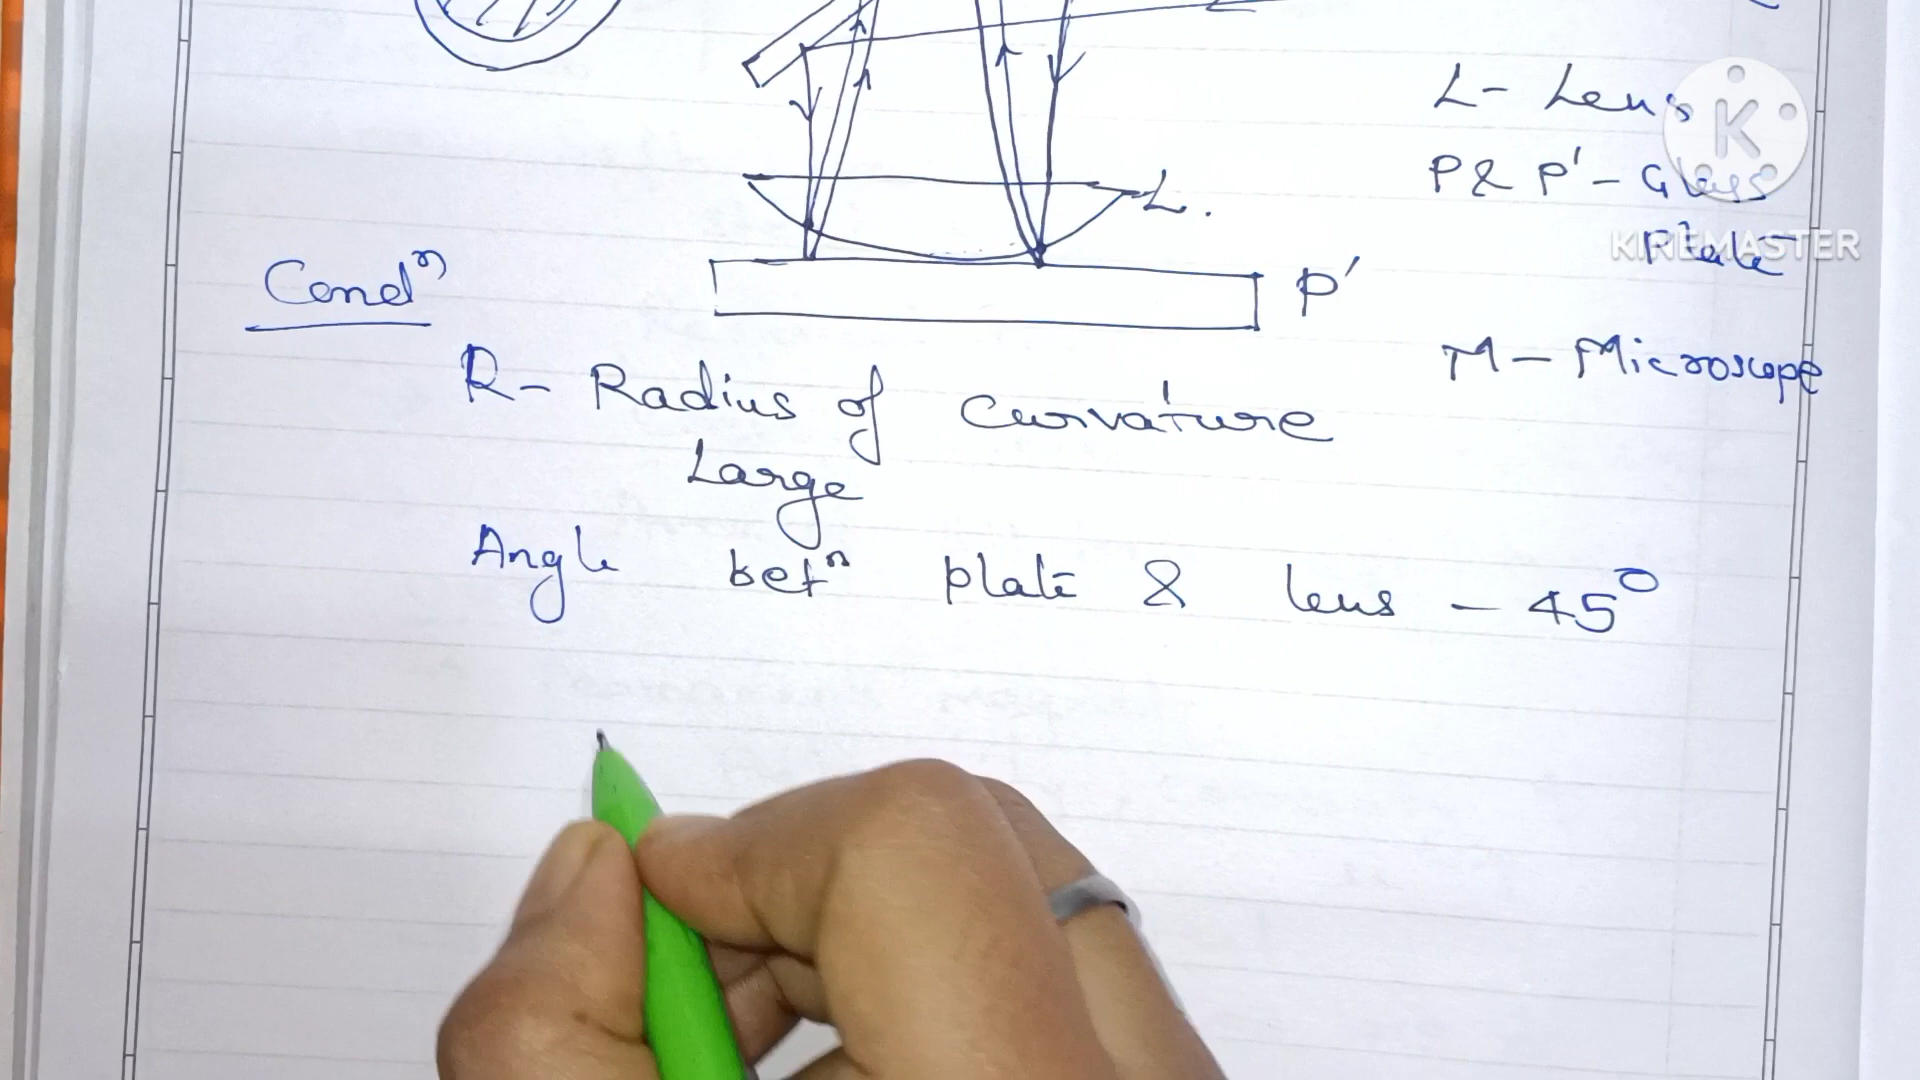 L - Lens
P & P' - Glass
Plate
KINEMASTER
L.
P'
M - Microscope
Condⁿ
R - Radius of Curvature
Large
Angle betⁿ plate & lens - 45°